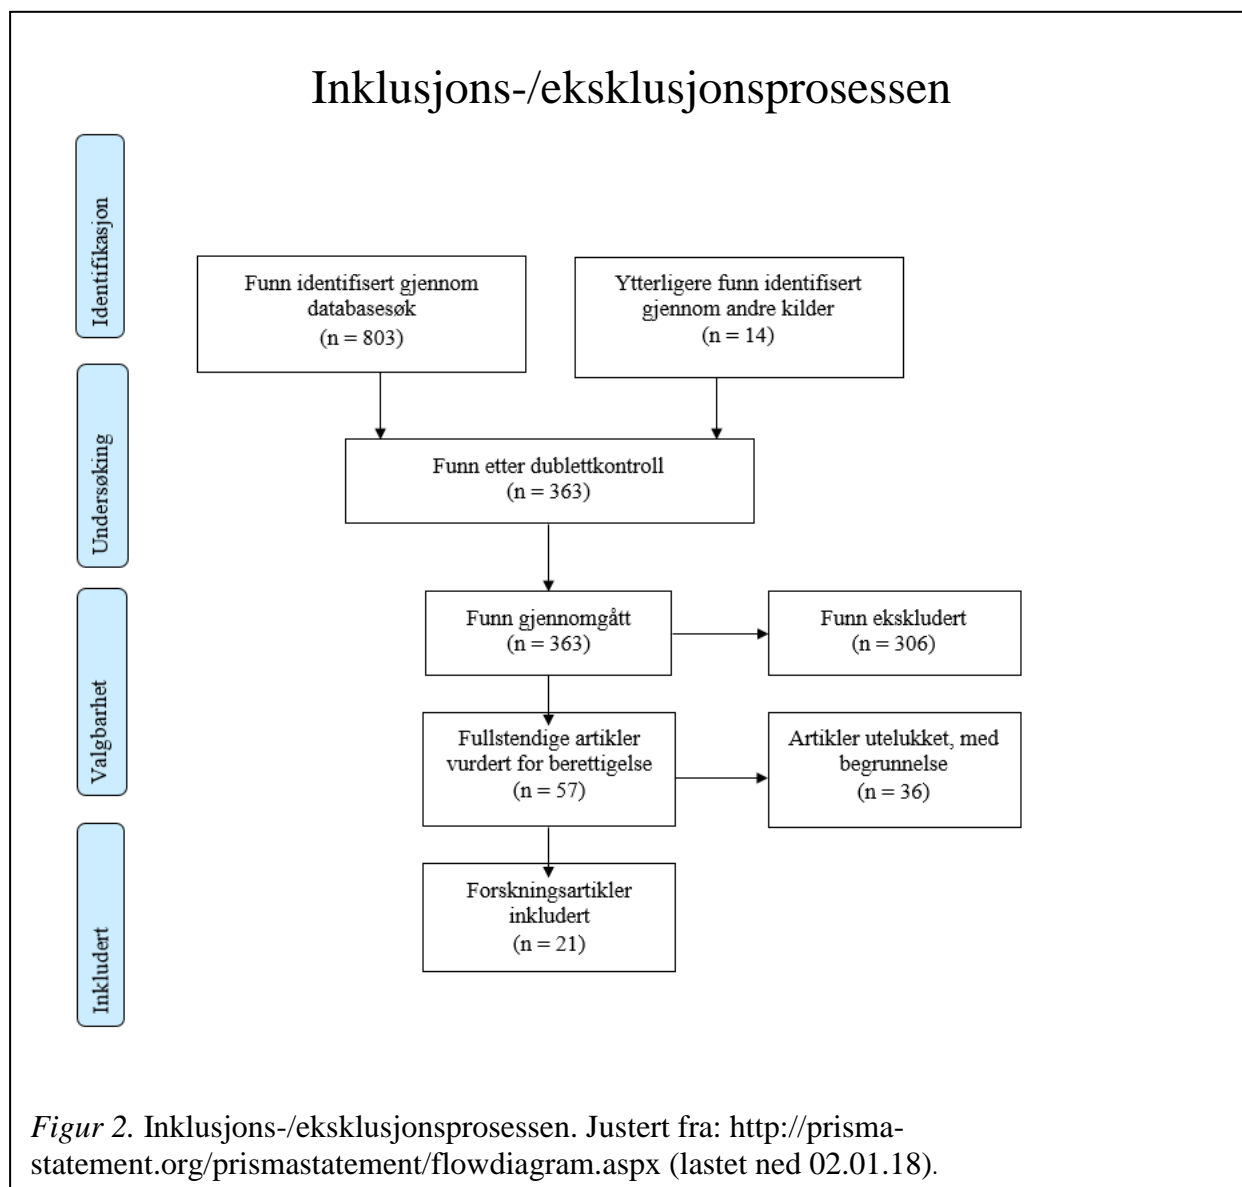 Inklusjons-/eksklusjonsprosessen
Identifikasjon
Funn identifisert gjennom
databasesøk
(n = 803)
Ytterligere funn identifisert
gjennom andre kilder
(n = 14)
Undersøking
Funn etter dublettkontroll
(n = 363)
Valgbarhet
Funn gjennomgått
(n = 363)
Funn ekskludert
(n = 306)
Fullstendige artikler
vurdert for berettigelse
(n = 57)
Artikler utelukket, med
begrunnelse
(n = 36)
Inkludert
Forskningsartikler
inkludert
(n = 21)
Figur 2. Inklusjons-/eksklusjonsprosessen. Justert fra: http://prisma-
statement.org/prismastatement/flowdiagram.aspx (lastet ned 02.01.18).